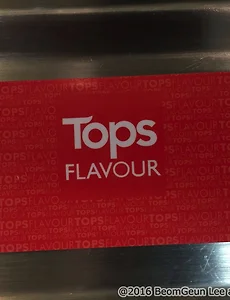 Tops
FLAVOUR
@2016 BeomGeun Lee a